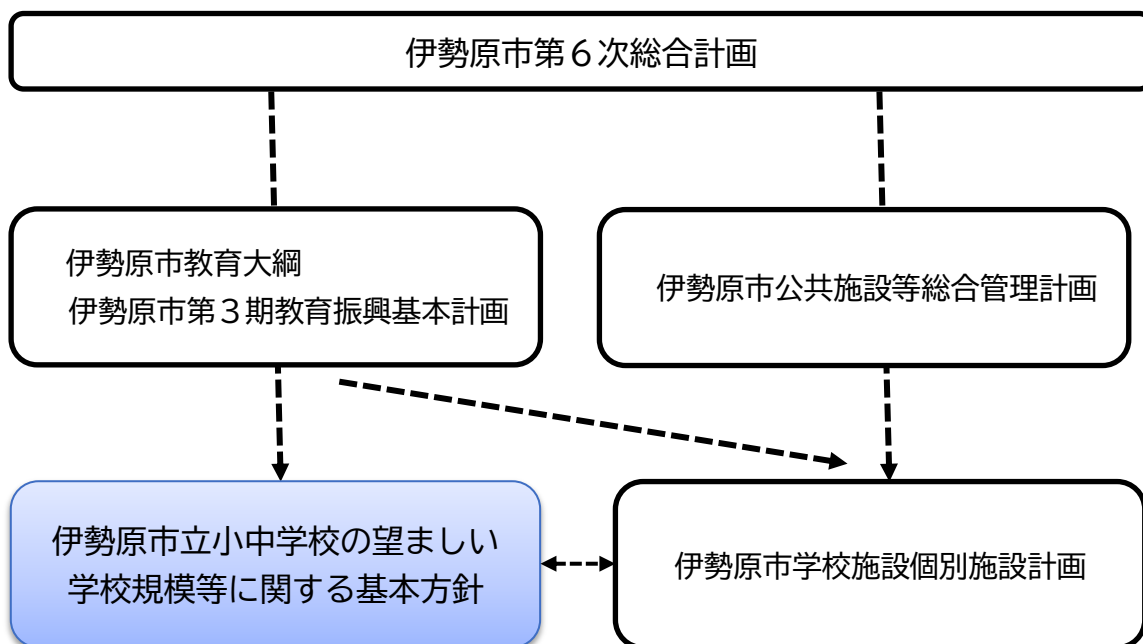 伊勢原市第６次総合計画
伊勢原市教育大綱
伊勢原市第３期教育振興基本計画
伊勢原市公共施設等総合管理計画
伊勢原市立小中学校の望ましい
学校規模等に関する基本方針
伊勢原市学校施設個別施設計画